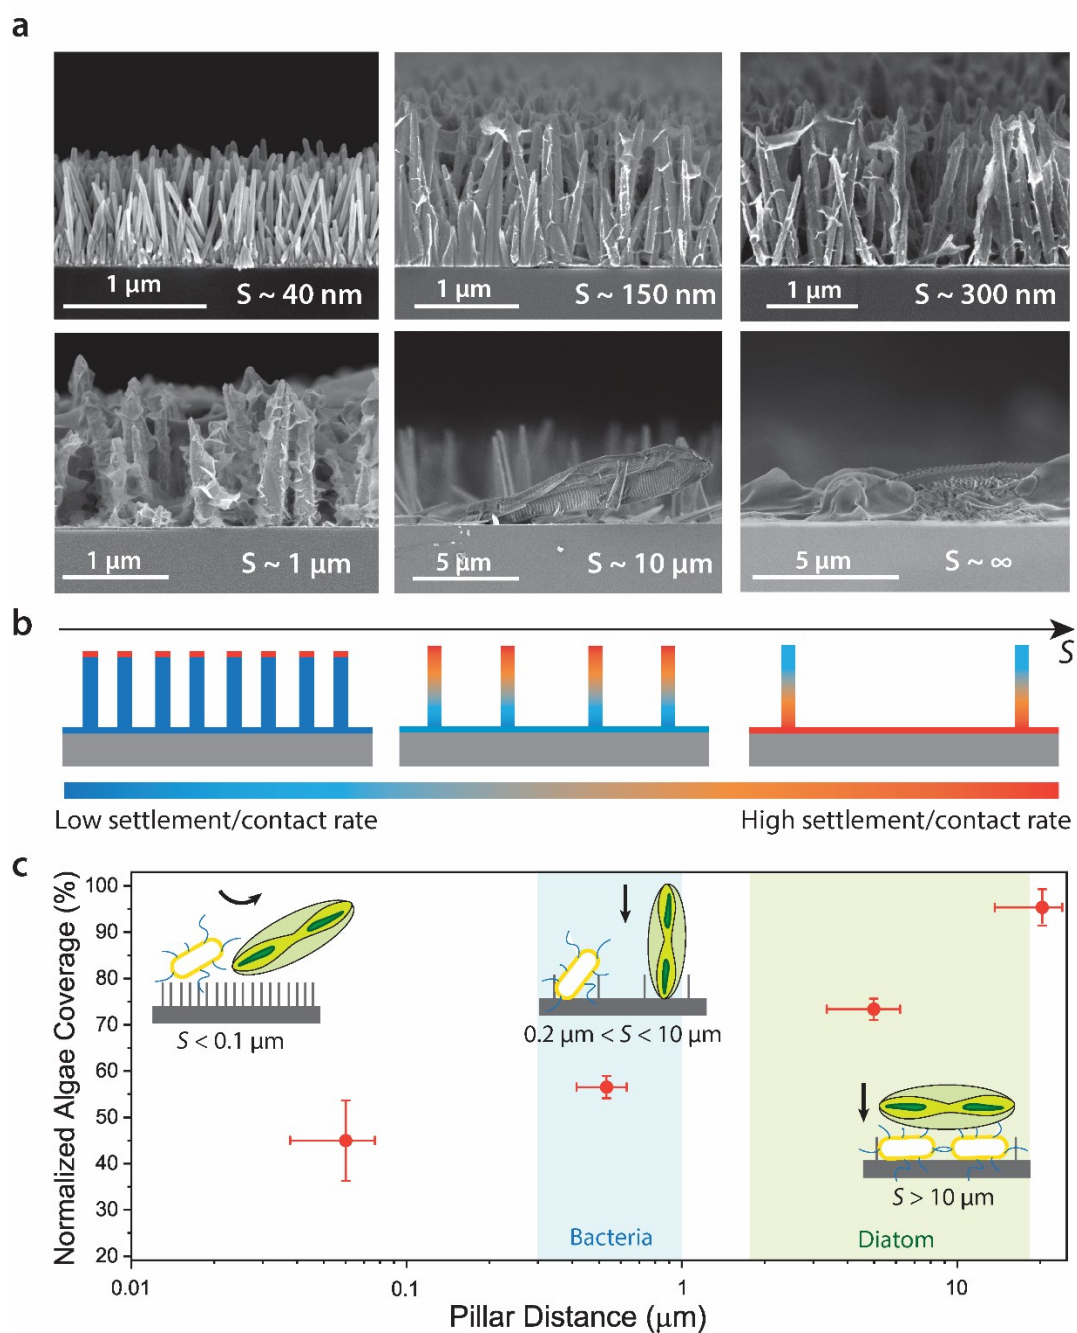 a
1 µm
S ~ 40 nm
1 µm
S ~ 150 nm
1 µm
S ~ 300 nm
1 µm
S ~ 1 µm
5 µm
S ~ 10 µm
5 µm
S ~ ∞
b
S
Low settlement/contact rate
High settlement/contact rate
c
Normalized Algae Coverage (%)
100
90
80
70
60
50
40
30
20
S < 0.1 µm
0.2 µm < S < 10 µm
S > 10 µm
Bacteria
Diatom
0.01
0.1
1
10
Pillar Distance (µm)